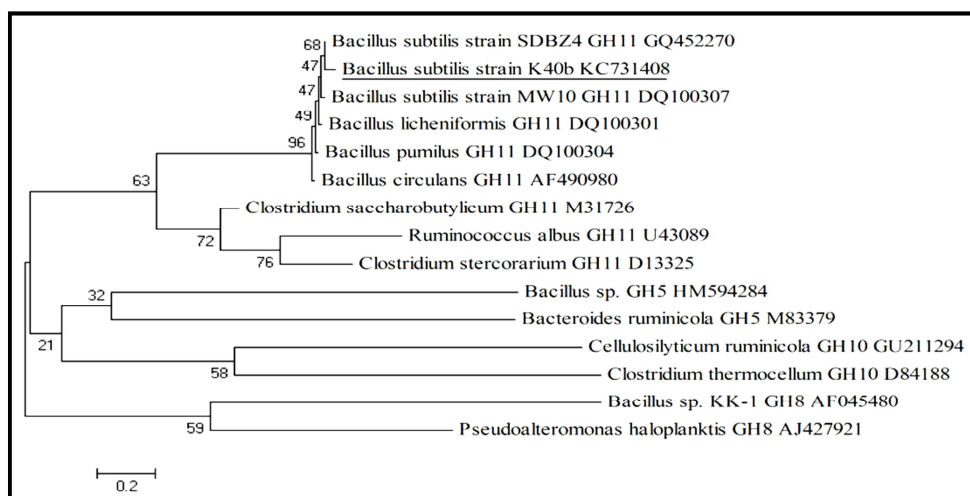 68
Bacillus subtilis strain SDBZ4 GH11 GQ452270
47
Bacillus subtilis strain K40b KC731408
47
Bacillus subtilis strain MW10 GH11 DQ100307
49
Bacillus licheniformis GH11 DQ100301
96
Bacillus pumilus GH11 DQ100304
63
Bacillus circulans GH11 AF490980
Clostridium saccharobutylicum GH11 M31726
72
Ruminococcus albus GH11 U43089
76
Clostridium stercorarium GH11 D13325
32
Bacillus sp. GH5 HM594284
Bacteroides ruminicola GH5 M83379
21
Cellulosilyticum ruminicola GH10 GU211294
58
Clostridium thermocellum GH10 D84188
Bacillus sp. KK-1 GH8 AF045480
59
Pseudoalteromonas haloplanktis GH8 AJ427921
0.2